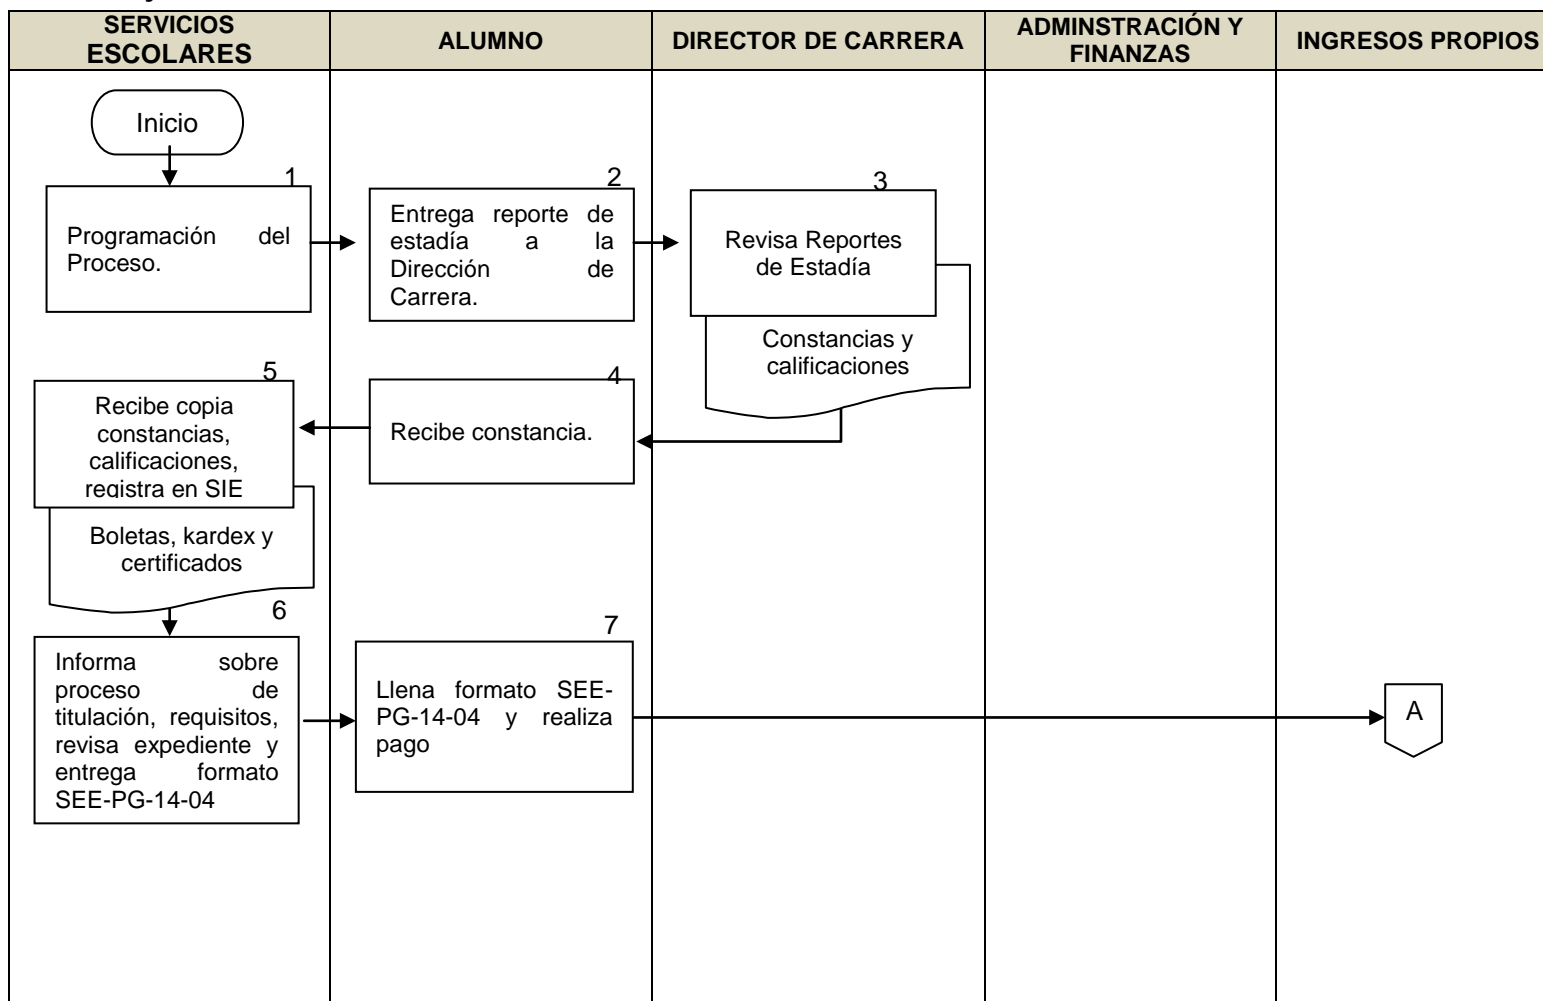 SERVICIOS
ESCOLARES
ALUMNO
DIRECTOR DE CARRERA
ADMINSTRACIÓN Y
FINANZAS
INGRESOS PROPIOS
Inicio
1
Programación del
Proceso.
2
Entrega reporte de
estadía a la
Dirección de
Carrera.
3
Revisa Reportes
de Estadía
Constancias y
calificaciones
4
Recibe constancia.
5
Recibe copia
constancias,
calificaciones,
registra en SIE
Boletas, kardex y
certificados
6
Informa sobre
proceso de
titulación, requisitos,
revisa expediente y
entrega formato
SEE-PG-14-04
7
Llena formato SEE-
PG-14-04 y realiza
pago
A